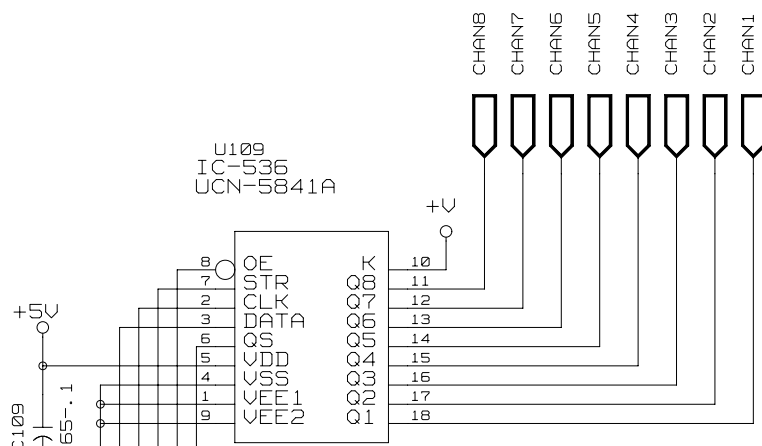 CHAN8
CHAN7
CHAN6
CHAN5
CHAN4
CHAN3
CHAN2
CHAN1
U109
IC-536
UCN-5841A
+V
8 OE K 10
7 STR Q8 11
2 CLK Q7 12
3 DATA Q6 13
6 QS Q5 14
5 VDD Q4 15
4 VSS Q3 16
1 VEE1 Q2 17
9 VEE2 Q1 18
+5V
C109
65-.1